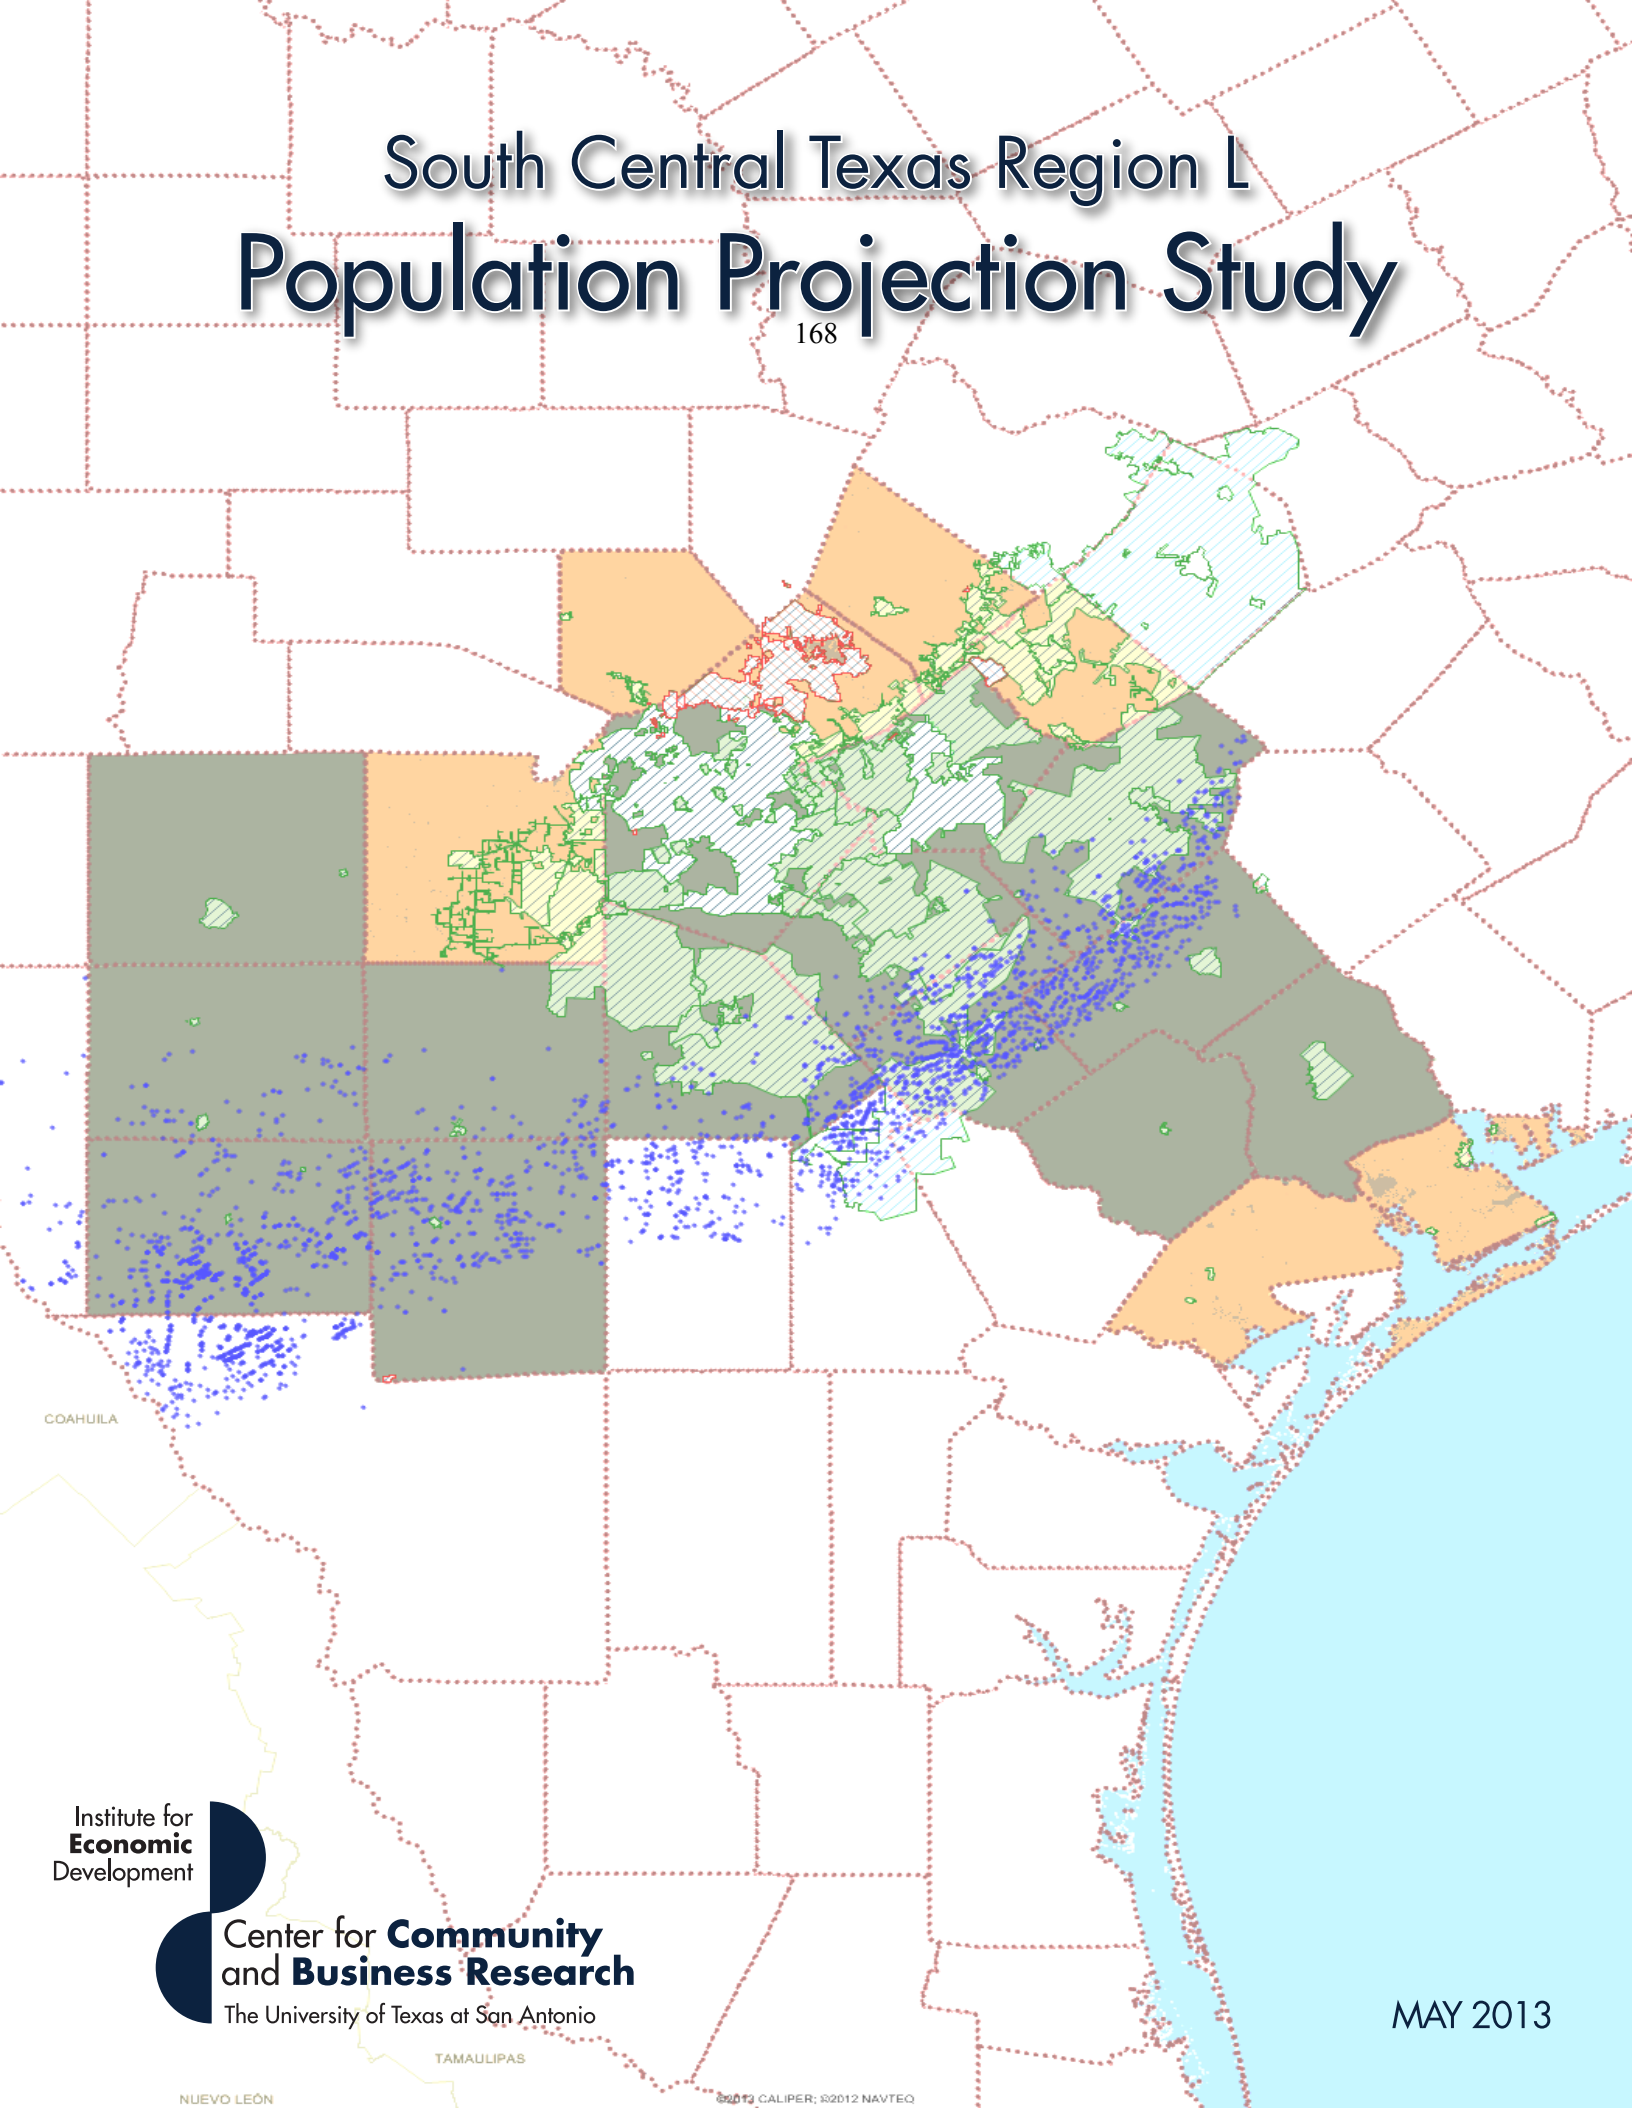 South Central Texas Region L
Population Projection Study
168
COAHUILA
Institute for
Economic
Development
Center for Community
and Business Research
The University of Texas at San Antonio
MAY 2013
TAMAULIPAS
NUEVO LEÓN
©2013 CALIPER; ©2012 NAVTEQ